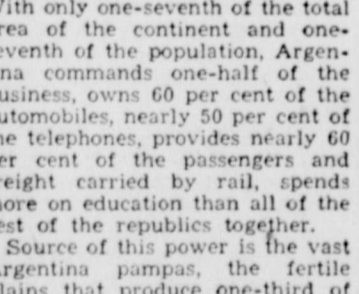 ith only one-seventh of the total
rea of the continent and one-
eventh of the population, Argen-
na commands one-half of the
usiness, owns 60 per cent of the
utomobiles, nearly 50 per cent of
he telephones, provides nearly 60
er cent of the passengers and
reight carried by rail, spends
ore on education than all of the
est of the republics together.
Source of this power is the vast
rgentina pampas, the fertile
lains that produce one-third of